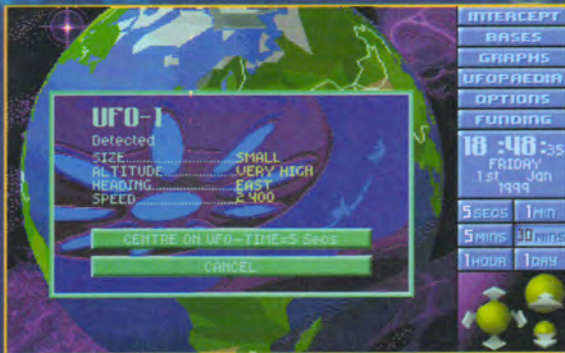 UFO-1
Detected
SIZE....................SMALL
ALTITUDE................VERY HIGH
HEADING.................EAST
SPEED...................2400
CENTRE ON UFO-TIME=5 Secs
CANCEL
INTERCEPT
BASES
GRAPHS
UFOPAEDIA
OPTIONS
FUNDING
18:48:35
FRIDAY
1st Jan
1999
5 SECS 1 MIN
5 MINS 30 MINS
1 HOUR 1 DAY